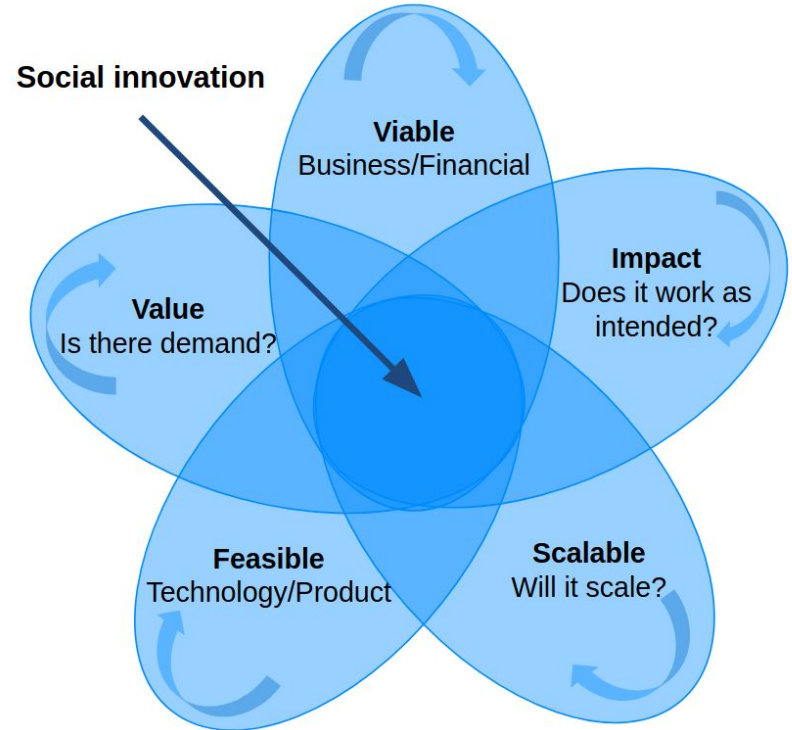 Social innovation
Viable
Business/Financial
Impact
Does it work as
intended?
Value
Is there demand?
Feasible
Technology/Product
Scalable
Will it scale?